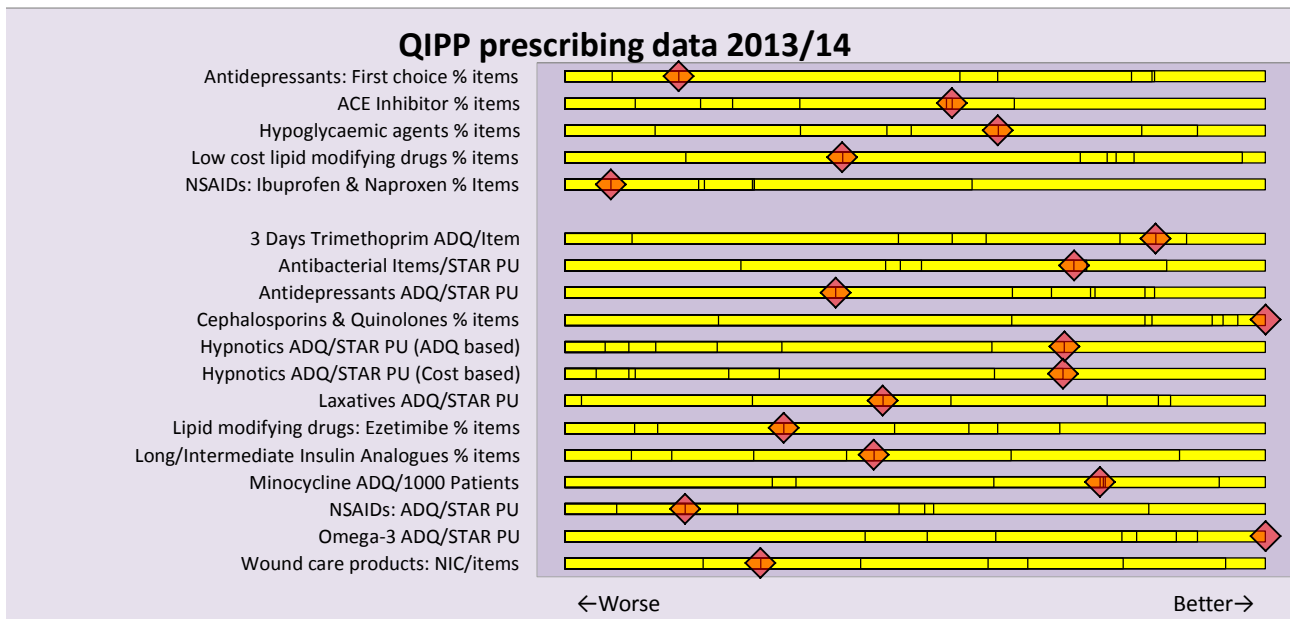 QIPP prescribing data 2013/14
Antidepressants: First choice % items
ACE Inhibitor % items
Hypoglycaemic agents % items
Low cost lipid modifying drugs % items
NSAIDs: Ibuprofen & Naproxen % Items
3 Days Trimethoprim ADQ/Item
Antibacterial Items/STAR PU
Antidepressants ADQ/STAR PU
Cephalosporins & Quinolones % items
Hypnotics ADQ/STAR PU (ADQ based)
Hypnotics ADQ/STAR PU (Cost based)
Laxatives ADQ/STAR PU
Lipid modifying drugs: Ezetimibe % items
Long/Intermediate Insulin Analogues % items
Minocycline ADQ/1000 Patients
NSAIDs: ADQ/STAR PU
Omega-3 ADQ/STAR PU
Wound care products: NIC/items
←Worse Better→